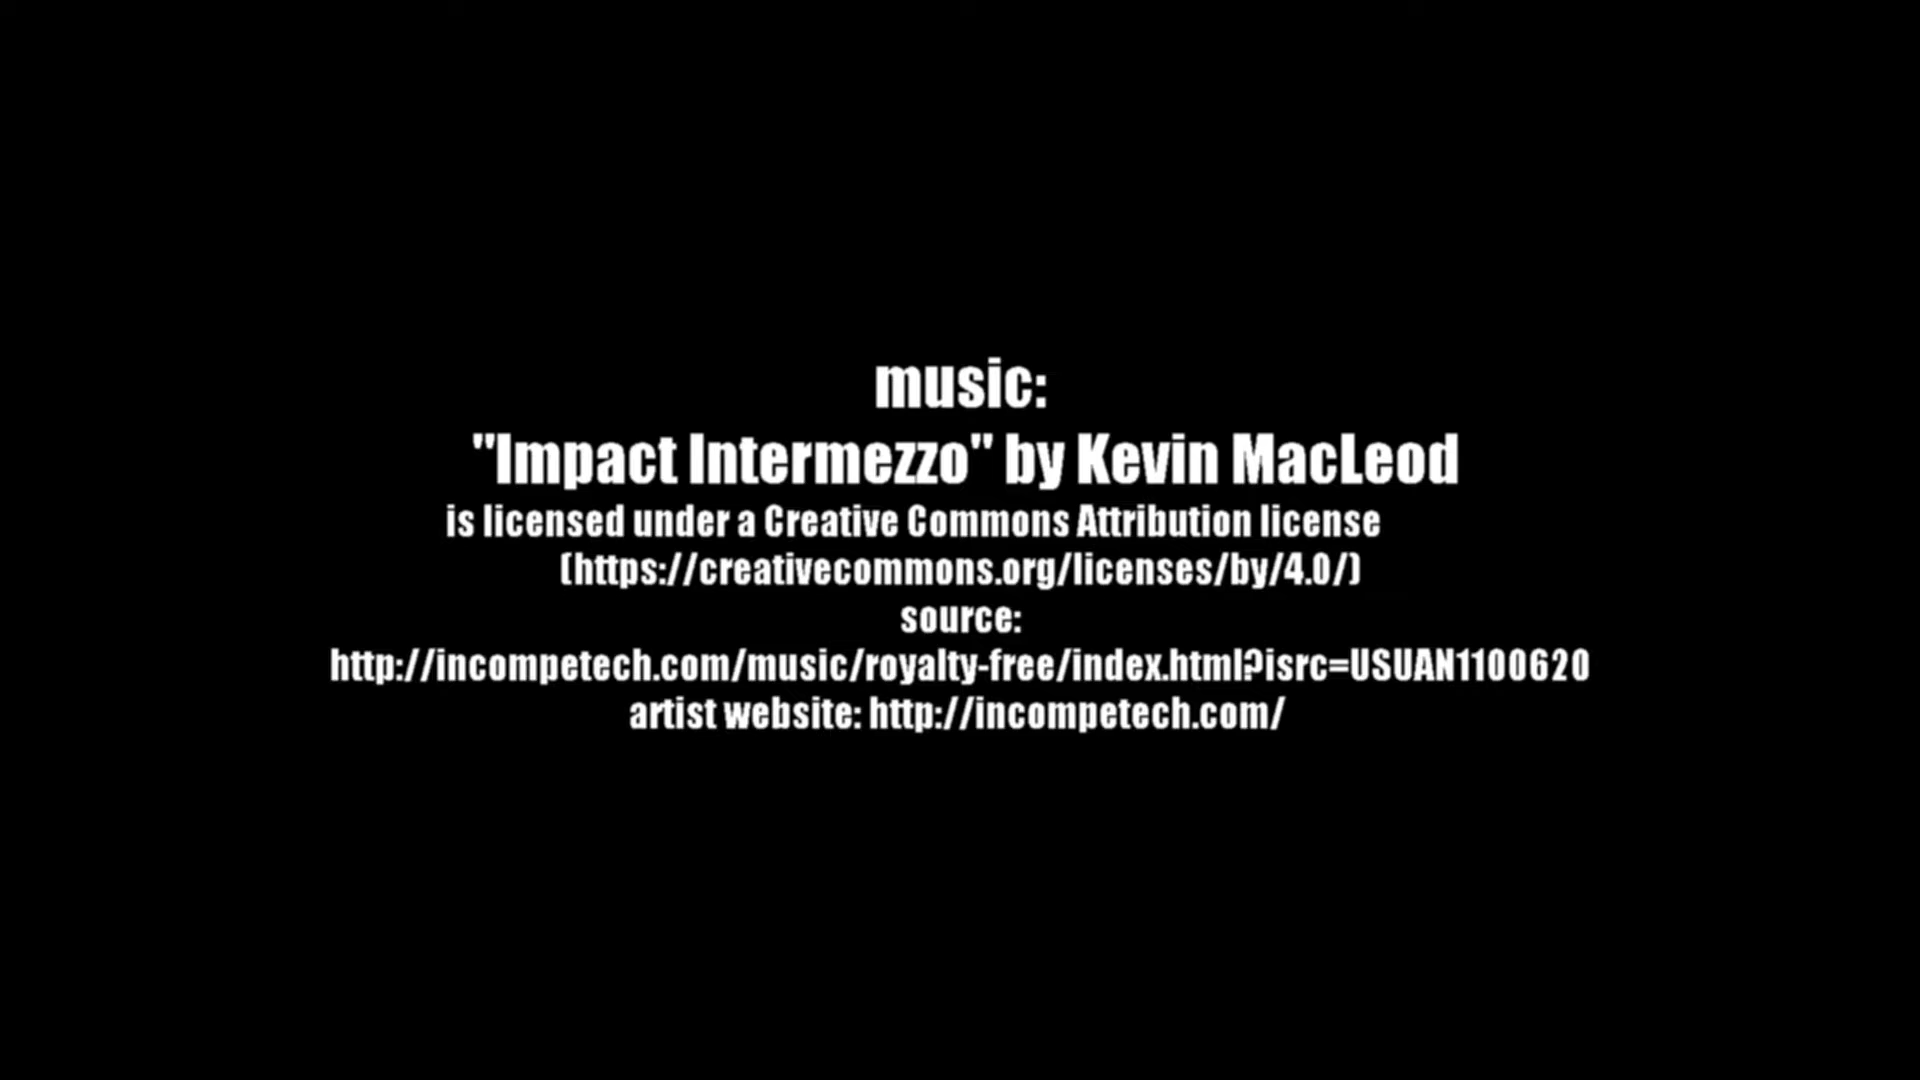 music:
"Impact Intermezzo" by Kevin MacLeod
is licensed under a Creative Commons Attribution license
(https://creativecommons.org/licenses/by/4.0/)
source:
http://incompetech.com/music/royalty-free/index.html?isrc=USUAN1100620
artist website: http://incompetech.com/